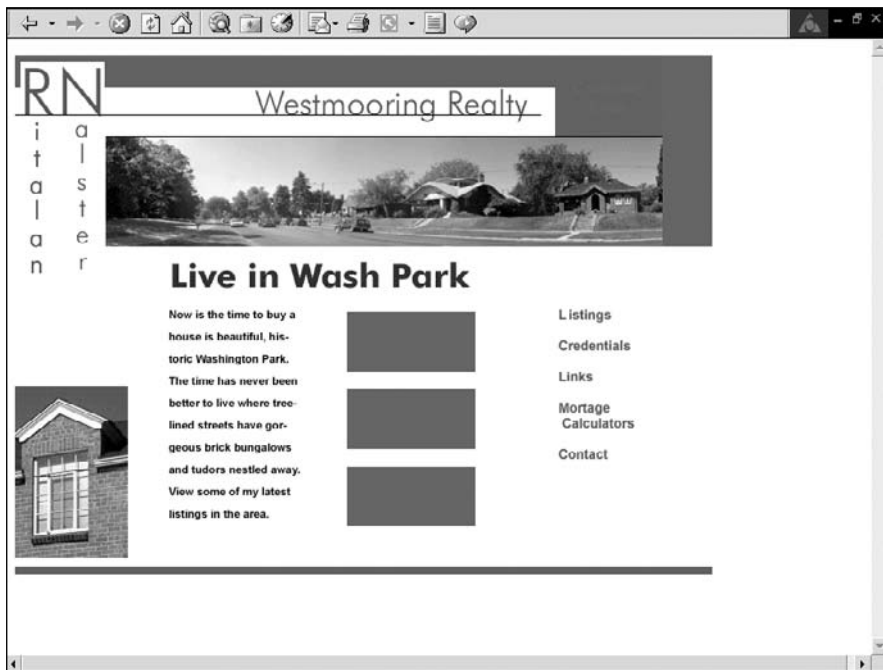 RN
Westmooring Realty
italan
alster
Live in Wash Park
Now is the time to buy a
house is beautiful, his-
toric Washington Park.
The time has never been
better to live where tree-
lined streets have gor-
geous brick bungalows
and tudors nestled away.
View some of my latest
listings in the area.
Listings
Credentials
Links
Mortage
Calculators
Contact